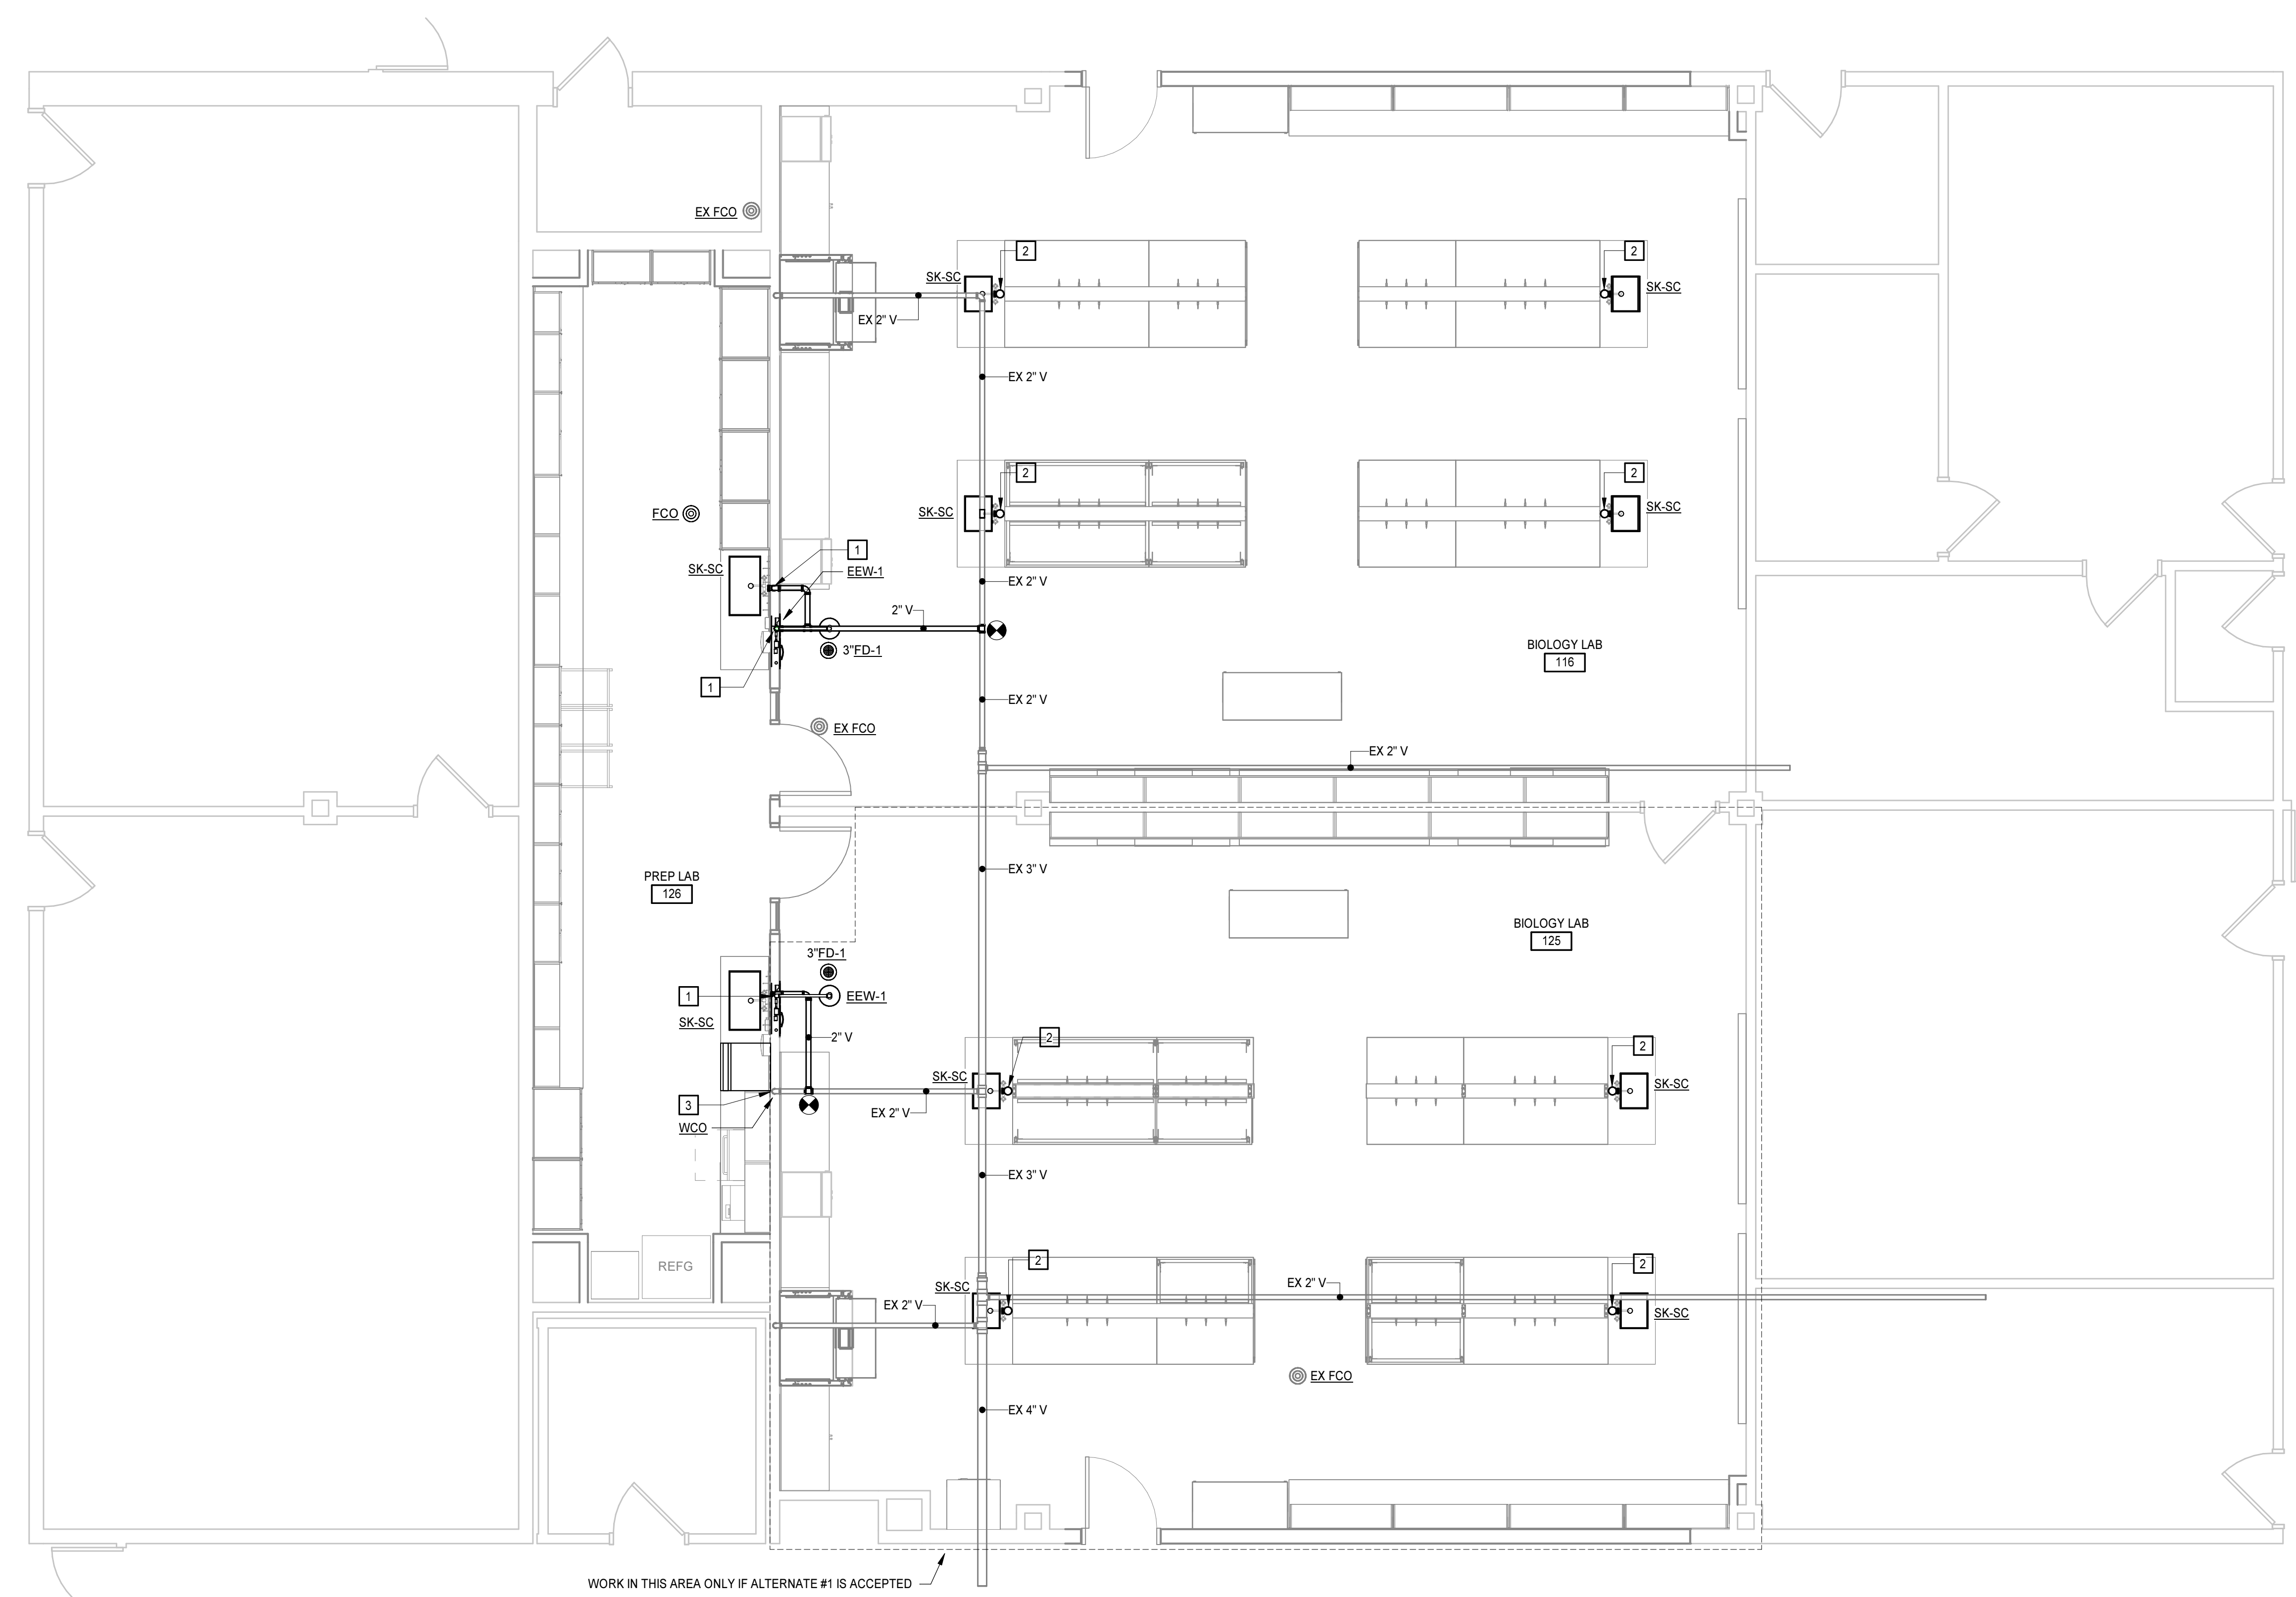 EX FCO
2
2
SK-SC
SK-SC
EX 2" V
EX 2" V
2
2
FCO
SK-SC
SK-SC
1
SK-SC
EEW-1
EX 2" V
2" V
BIOLOGY LAB
116
3"FD-1
1
EX 2" V
EX FCO
EX 2" V
EX 3" V
PREP LAB
126
BIOLOGY LAB
125
3"FD-1
1
EEW-1
SK-SC
2" V
2
2
SK-SC
SK-SC
3
EX 2" V
WCO
EX 3" V
2
2
REFG
SK-SC
EX 2" V
EX 2" V
SK-SC
EX FCO
EX 4" V
WORK IN THIS AREA ONLY IF ALTERNATE #1 IS ACCEPTED